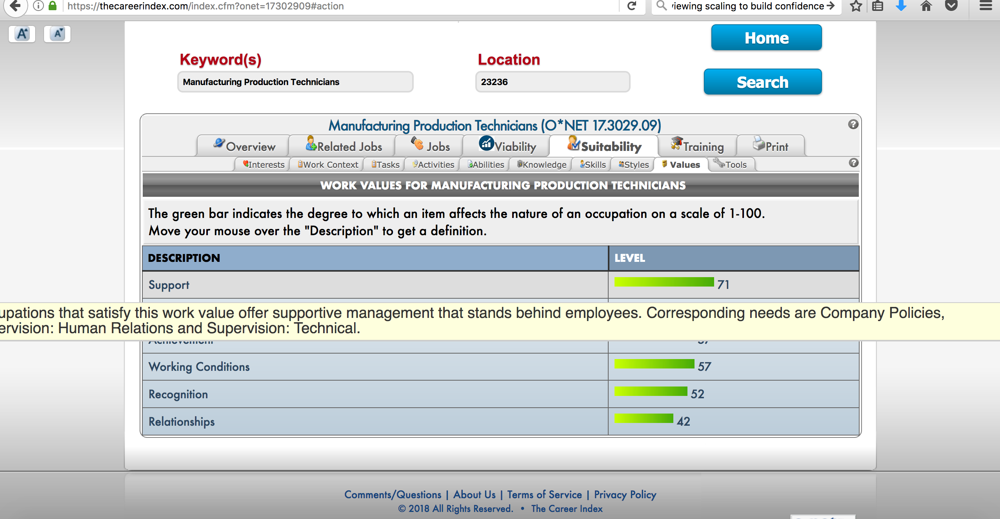 https://thecareerindex.com/index.cfm?onet=17302909#action
viewing scaling to build confidence
A A
Home
Keyword(s) Location
Manufacturing Production Technicians 23236
Search
Manufacturing Production Technicians (O*NET 17.3029.09)
Overview Related Jobs Jobs Viability Suitability Training Print
Interests Work Context Tasks Activities Abilities Knowledge Skills Styles Values Tools
WORK VALUES FOR MANUFACTURING PRODUCTION TECHNICIANS
The green bar indicates the degree to which an item affects the nature of an occupation on a scale of 1-100.
Move your mouse over the "Description" to get a definition.
DESCRIPTION LEVEL
Support 71
upations that satisfy this work value offer supportive management that stands behind employees. Corresponding needs are Company Policies,
ervision: Human Relations and Supervision: Technical.
Achievement 57
Working Conditions 57
Recognition 52
Relationships 42
Comments/Questions | About Us | Terms of Service | Privacy Policy
© 2018 All Rights Reserved. • The Career Index